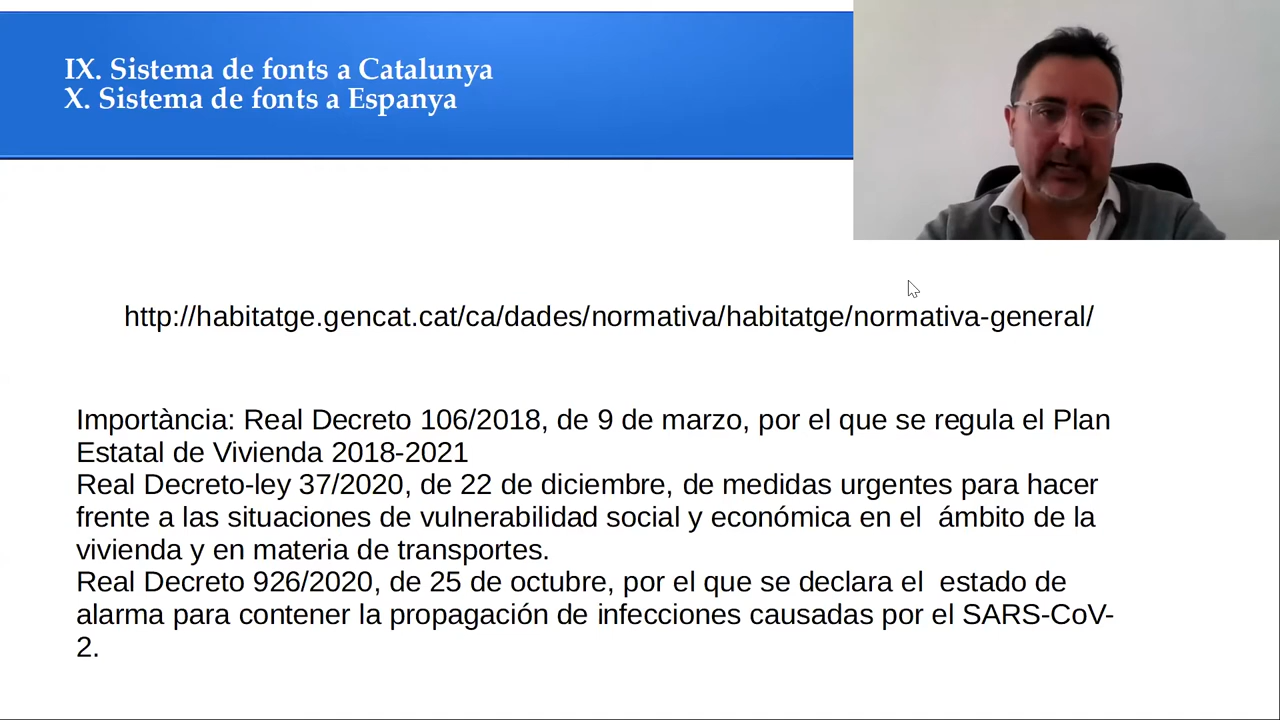 IX. Sistema de fonts a Catalunya
X. Sistema de fonts a Espanya
http://habitatge.gencat.cat/ca/dades/normativa/habitatge/normativa-general/
Importància: Real Decreto 106/2018, de 9 de marzo, por el que se regula el Plan
Estatal de Vivienda 2018-2021
Real Decreto-ley 37/2020, de 22 de diciembre, de medidas urgentes para hacer
frente a las situaciones de vulnerabilidad social y económica en el  ámbito de la
vivienda y en materia de transportes.
Real Decreto 926/2020, de 25 de octubre, por el que se declara el  estado de
alarma para contener la propagación de infecciones causadas por el SARS-CoV-
2.